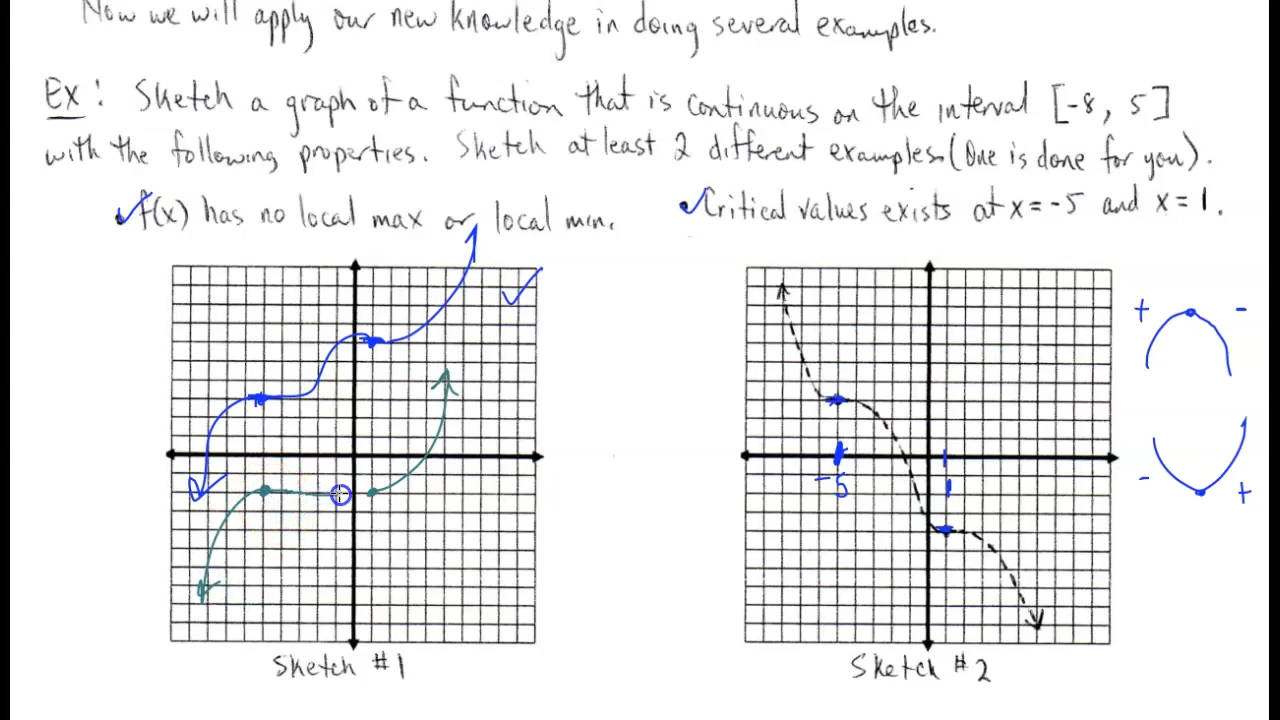 Now we will apply our new knowledge in doing several examples.
Ex: Sketch a graph of a function that is continuous on the interval [-8, 5]
with the following properties. Sketch at least 2 different examples. (One is done for you).
f(x) has no local max or local min.
Critical values exists at x = -5 and x = 1.
+ -
-5 1
- +
Sketch #1
Sketch #2